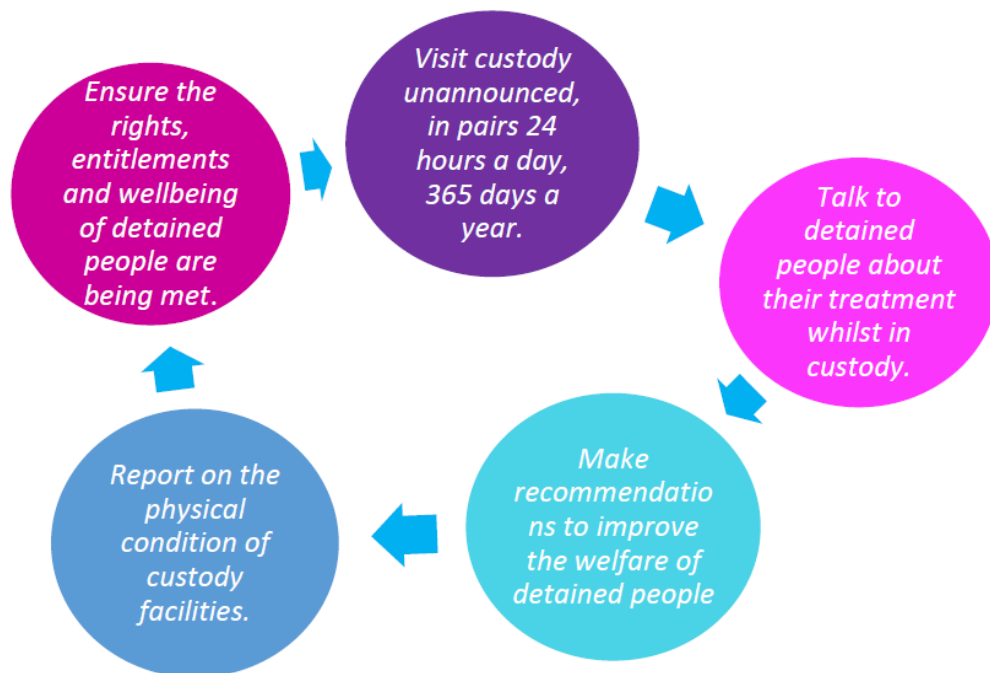 Ensure the
rights,
entitlements
and wellbeing
of detained
people are
being met.
Visit custody
unannounced,
in pairs 24
hours a day,
365 days a
year.
Talk to
detained
people about
their treatment
whilst in
custody.
Make
recommendatio
ns to improve
the welfare of
detained people
Report on the
physical
condition of
custody
facilities.